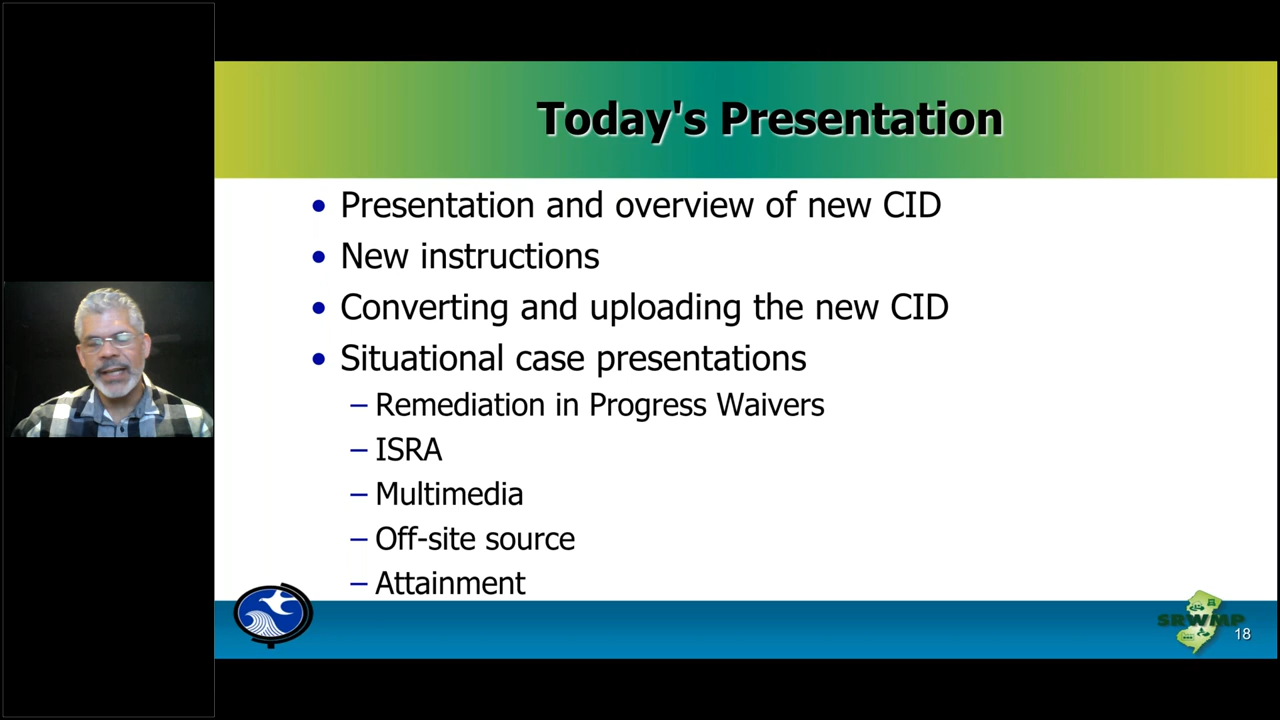 Today's Presentation
• Presentation and overview of new CID
• New instructions
• Converting and uploading the new CID
• Situational case presentations
– Remediation in Progress Waivers
– ISRA
– Multimedia
– Off-site source
– Attainment
SRWMP
18